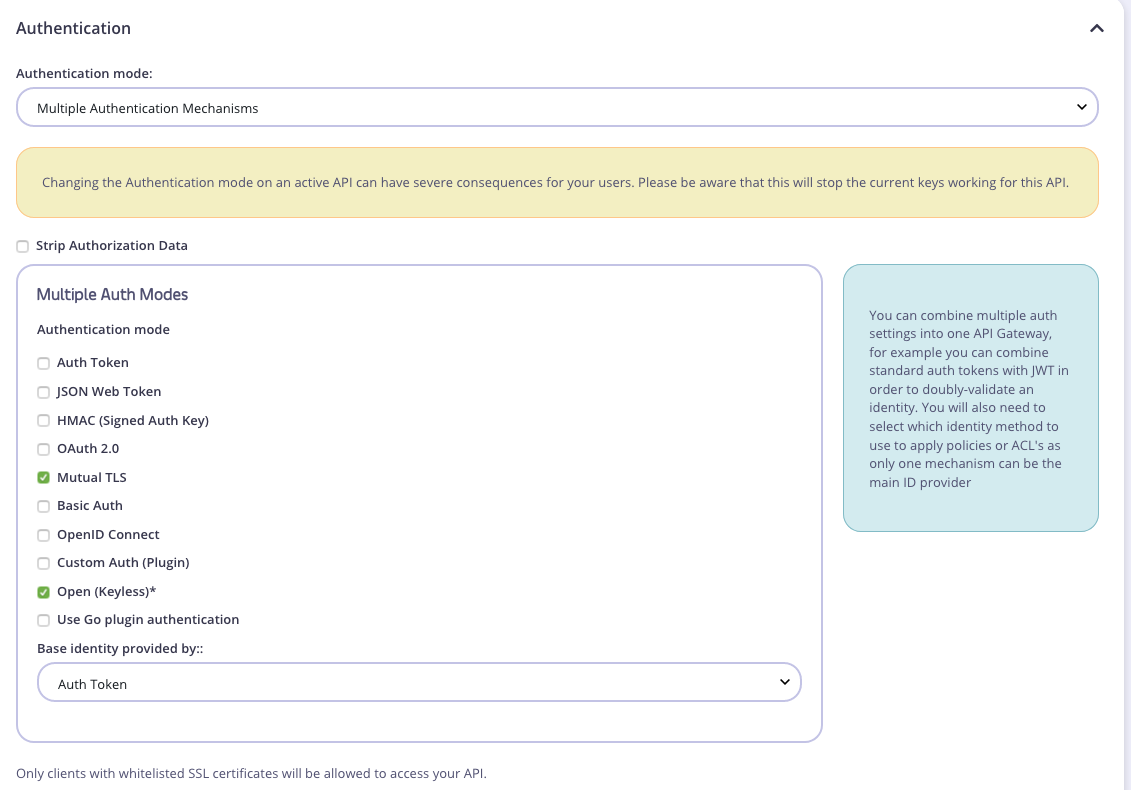 Authentication
Authentication mode:
Multiple Authentication Mechanisms
Changing the Authentication mode on an active API can have severe consequences for your users. Please be aware that this will stop the current keys working for this API.
Strip Authorization Data
Multiple Auth Modes
Authentication mode
Auth Token
JSON Web Token
HMAC (Signed Auth Key)
OAuth 2.0
Mutual TLS
Basic Auth
OpenID Connect
Custom Auth (Plugin)
Open (Keyless)*
Use Go plugin authentication
Base identity provided by::
Auth Token
You can combine multiple auth
settings into one API Gateway,
for example you can combine
standard auth tokens with JWT in
order to doubly-validate an
identity. You will also need to
select which identity method to
use to apply policies or ACL's as
only one mechanism can be the
main ID provider
Only clients with whitelisted SSL certificates will be allowed to access your API.